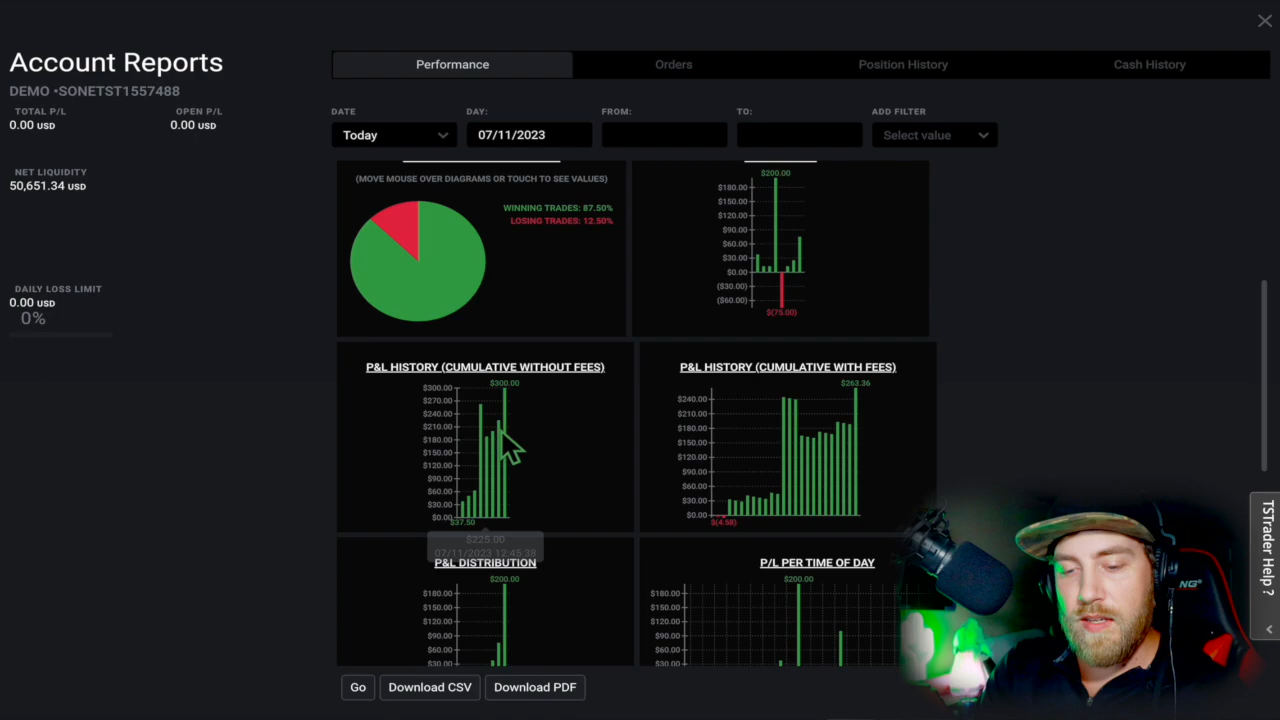 Account Reports
DEMO •SONETST1557488
TOTAL P/L OPEN P/L
0.00 USD 0.00 USD
NET LIQUIDITY
50,651.34 USD
DAILY LOSS LIMIT
0.00 USD
0%
Performance Orders Position History Cash History
DATE DAY: FROM: TO: ADD FILTER
Today 07/11/2023 Select value
(MOVE MOUSE OVER DIAGRAMS OR TOUCH TO SEE VALUES)
WINNING TRADES: 87.50%
LOSING TRADES: 12.50%
$200.00
$180.00
$150.00
$120.00
$90.00
$60.00
$30.00
$0.00
($30.00)
($60.00)
$(75.00)
P&L HISTORY (CUMULATIVE WITHOUT FEES)
$300.00
$300.00
$270.00
$240.00
$210.00
$180.00
$150.00
$120.00
$90.00
$60.00
$30.00
$0.00
$37.50
$225.00
07/11/2023 12:45:38
P&L HISTORY (CUMULATIVE WITH FEES)
$263.36
$240.00
$210.00
$180.00
$150.00
$120.00
$90.00
$60.00
$30.00
$0.00
$(4.58)
P&L DISTRIBUTION
$200.00
$180.00
$150.00
$120.00
$90.00
$60.00
$30.00
P/L PER TIME OF DAY
$200.00
$180.00
$150.00
$120.00
$90.00
$60.00
$30.00
Go Download CSV Download PDF
TSTrader Help ?
NG